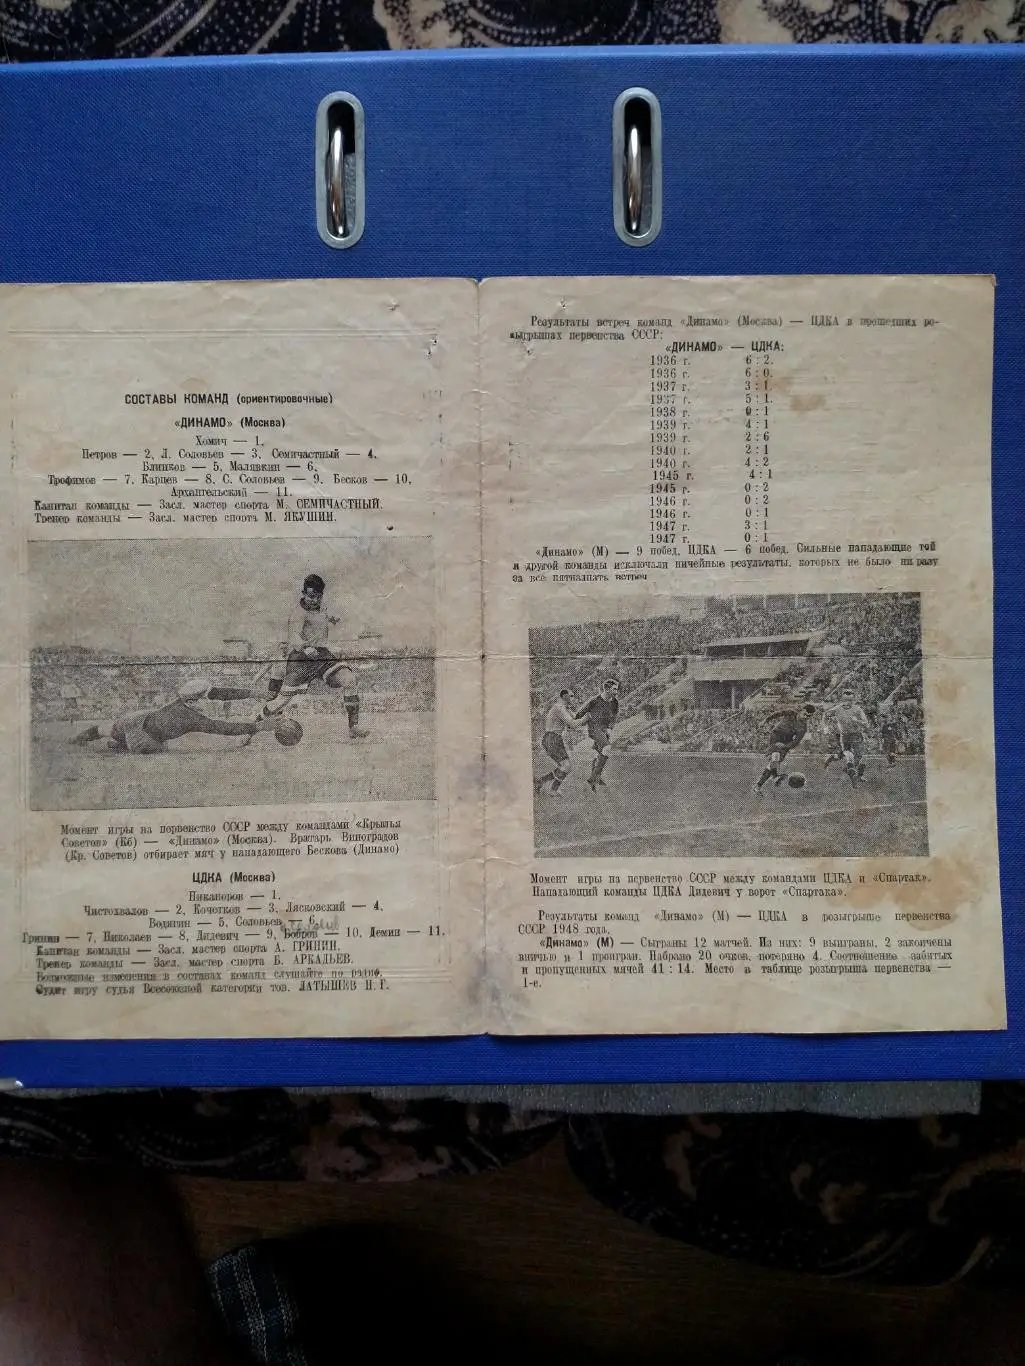 СОСТАВЫ КОМАНД (ориентировочные)
«ДИНАМО» (Москва)
Хомич — 1,
Петров — 2, Л. Соловьев — 3, Семичастный — 4,
Блинков — 5, Малявкин — 6,
Трофимов — 7, Карцев — 8, С. Соловьев — 9, Бесков — 10,
Архангельский — 11.
Капитан команды — Засл. мастер спорта М. СЕМИЧАСТНЫЙ.
Тренер команды — Засл. мастер спорта М. ЯКУШИН.
Момент игры на первенство СССР между командами «Крылья
Советов» (Кб) — «Динамо» (Москва). Вратарь Виноградов
(Кр. Советов) отбирает мяч у нападающего Бескова (Динамо)
ЦДКА (Москва)
Никаноров — 1,
Чистохвалов — 2, Кочетков — 3, Лясковский — 4,
Водягин — 5, Соловьев — 6,
Гринин — 7, Николаев — 8, Дидевич — 9, Бобров — 10, Демин — 11.
Капитан команды — Засл. мастер спорта А. ГРИНИН.
Тренер команды — Засл. мастер спорта Б. АРКАДЬЕВ.
Возможные изменения в составах команд слушайте по радио.
Судит игру судья Всесоюзной категории тов. ЛАТЫШЕВ Н. Г.
Результаты встреч команд «Динамо» (Москва) — ЦДКА в прошедших ро-
зыгрышах первенства СССР:
«ДИНАМО» — ЦДКА:
1936 г. 6 : 2.
1936 г. 6 : 0.
1937 г. 3 : 1.
1937 г. 5 : 1.
1938 г. 0 : 1
1939 г. 4 : 1
1939 г. 2 : 6
1940 г. 2 : 1
1940 г. 4 : 2
1945 г. 4 : 1
1945 г. 0 : 2
1946 г. 0 : 2
1946 г. 0 : 1
1947 г. 3 : 1
1947 г. 0 : 1
«Динамо» (М) — 9 побед, ЦДКА — 6 побед. Сильные нападающие той
и другой команды исключали ничейные результаты, которых не было ни разу
за все пятнадцать встреч
Момент игры на первенство СССР между командами ЦДКА и «Спартак».
Нападающий команды ЦДКА Дидевич у ворот «Спартака».
Результаты команд «Динамо» (М) — ЦДКА в розыгрыше первенства
СССР 1948 года.
«Динамо» (М) — Сыграны 12 матчей. Из них: 9 выиграны, 2 закончены
вничью и 1 проигран. Набрано 20 очков, потеряно 4. Соотношение забитых
и пропущенных мячей 41 : 14. Место в таблице розыгрыша первенства —
1-е.